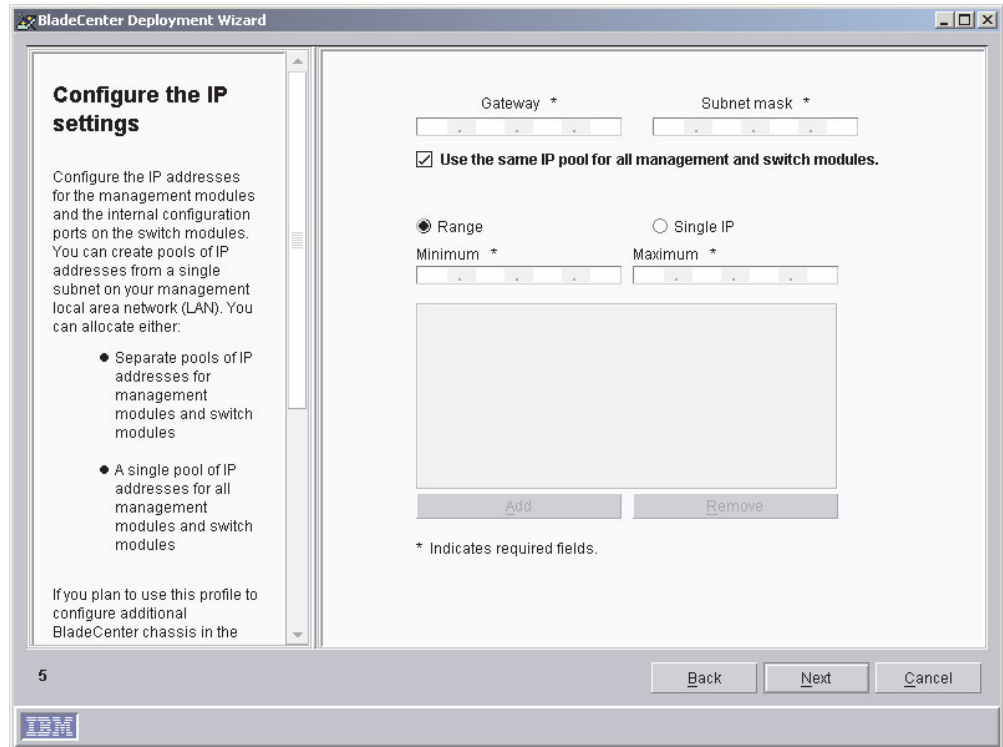 BladeCenter Deployment Wizard
Configure the IP
settings
Configure the IP addresses
for the management modules
and the internal configuration
ports on the switch modules.
You can create pools of IP
addresses from a single
subnet on your management
local area network (LAN). You
can allocate either:
● Separate pools of IP
addresses for
management
modules and switch
modules
● A single pool of IP
addresses for all
management
modules and switch
modules
If you plan to use this profile to
configure additional
BladeCenter chassis in the
Gateway * Subnet mask *
. . . . . .
Use the same IP pool for all management and switch modules.
Range Single IP
Minimum * Maximum *
. . . . . .
Add Remove
* Indicates required fields.
5
Back Next Cancel
IBM